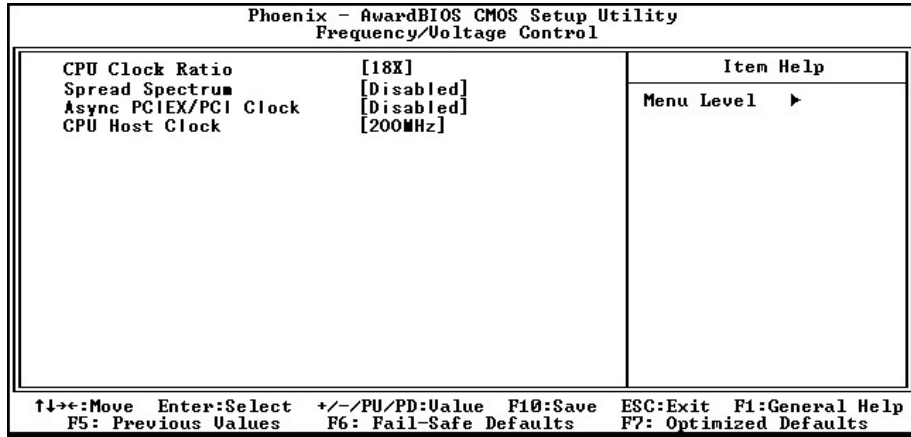 Phoenix - AwardBIOS CMOS Setup Utility
Frequency/Voltage Control
CPU Clock Ratio [18X]
Spread Spectrum [Disabled]
Async PCIEX/PCI Clock [Disabled]
CPU Host Clock [200MHz]
Item Help
Menu Level ▶
↑↓→←:Move Enter:Select +/-/PU/PD:Value F10:Save ESC:Exit F1:General Help
F5: Previous Values F6: Fail-Safe Defaults F7: Optimized Defaults